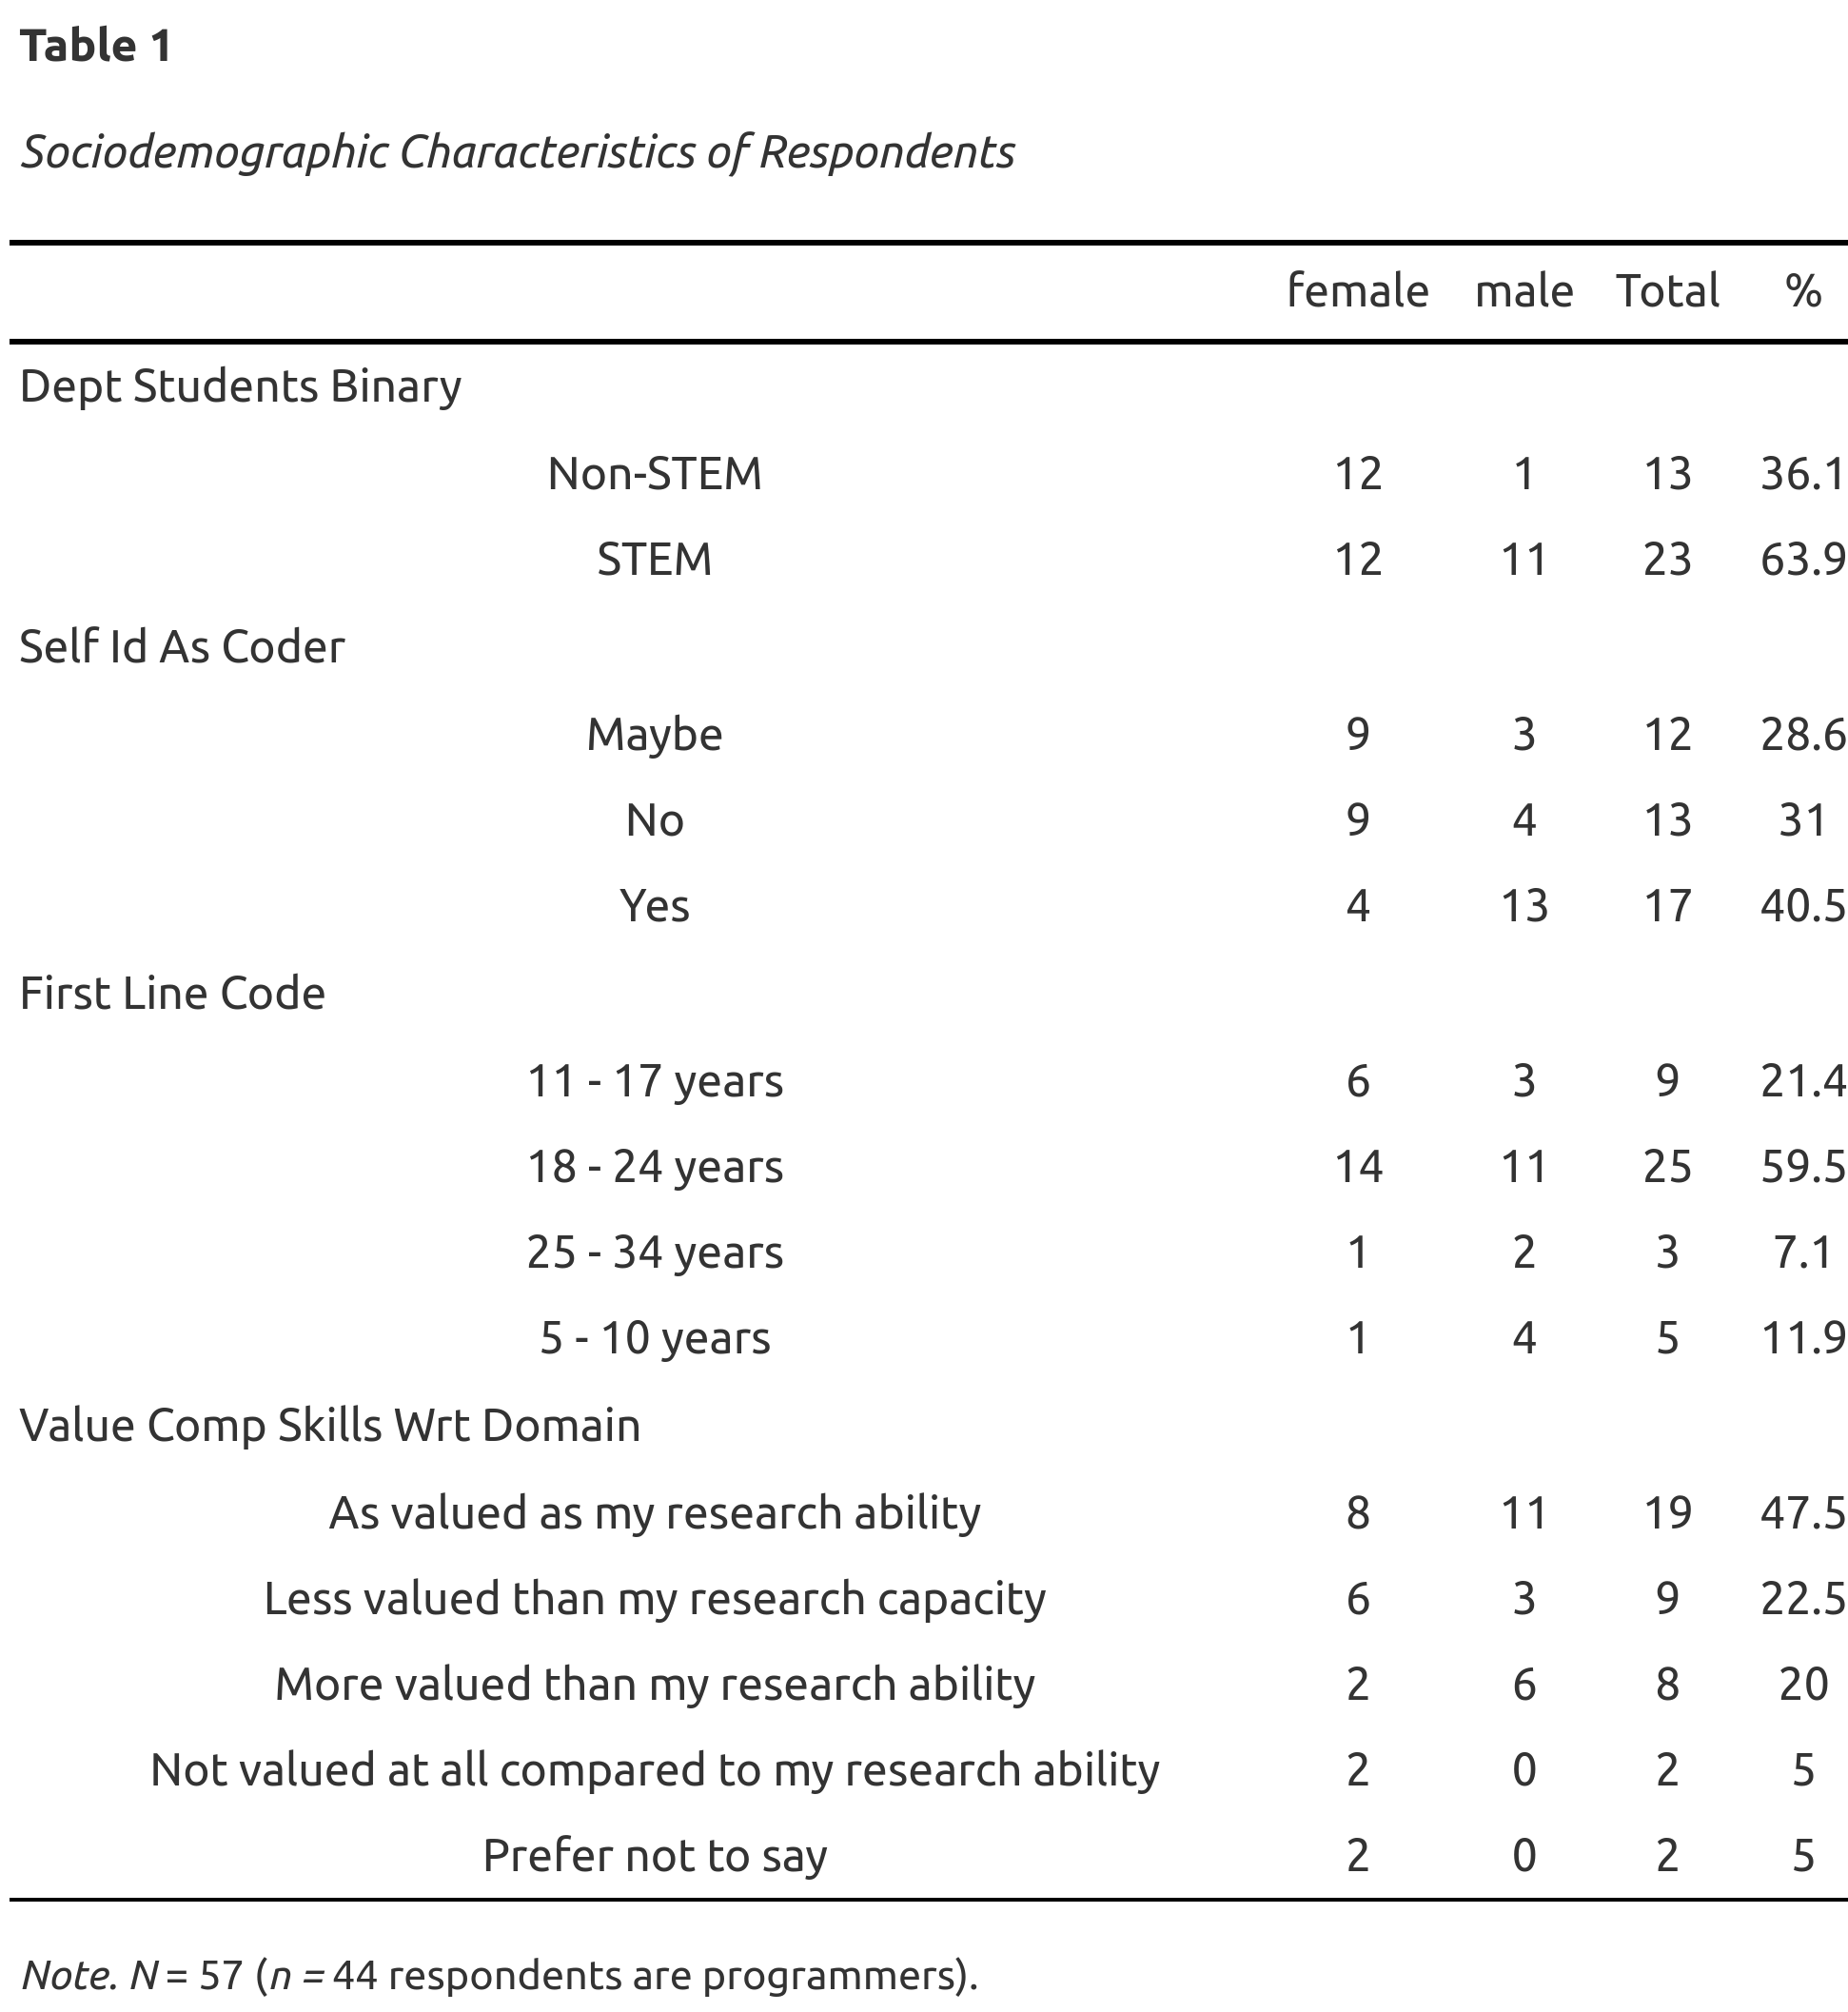 Table 1
Sociodemographic Characteristics of Respondents
female male Total %
Dept Students Binary
Non-STEM 12 1 13 36.1
STEM 12 11 23 63.9
Self Id As Coder
Maybe 9 3 12 28.6
No 9 4 13 31
Yes 4 13 17 40.5
First Line Code
11 - 17 years 6 3 9 21.4
18 - 24 years 14 11 25 59.5
25 - 34 years 1 2 3 7.1
5 - 10 years 1 4 5 11.9
Value Comp Skills Wrt Domain
As valued as my research ability 8 11 19 47.5
Less valued than my research capacity 6 3 9 22.5
More valued than my research ability 2 6 8 20
Not valued at all compared to my research ability 2 0 2 5
Prefer not to say 2 0 2 5
Note. N = 57 (n = 44 respondents are programmers).